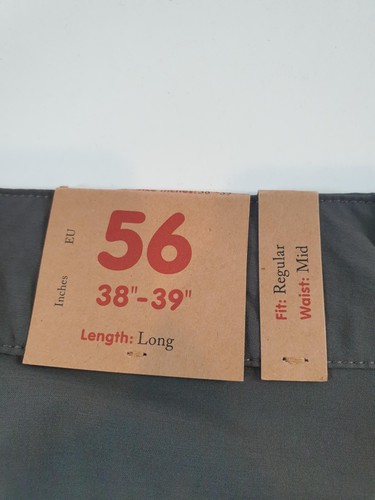 EU
56
Inches
38"-39"
Length: Long
Fit: Regular
Waist: Mid